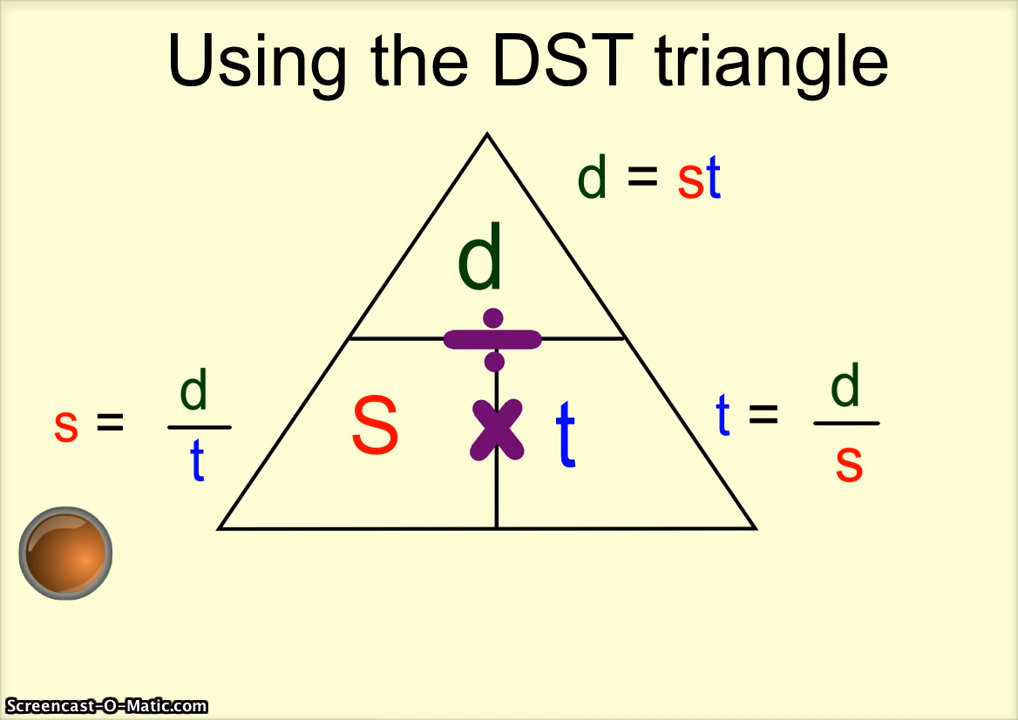 Using the DST triangle
d = st
d
÷
s = d/t
S × t
t = d/s
Screencast-O-Matic.com